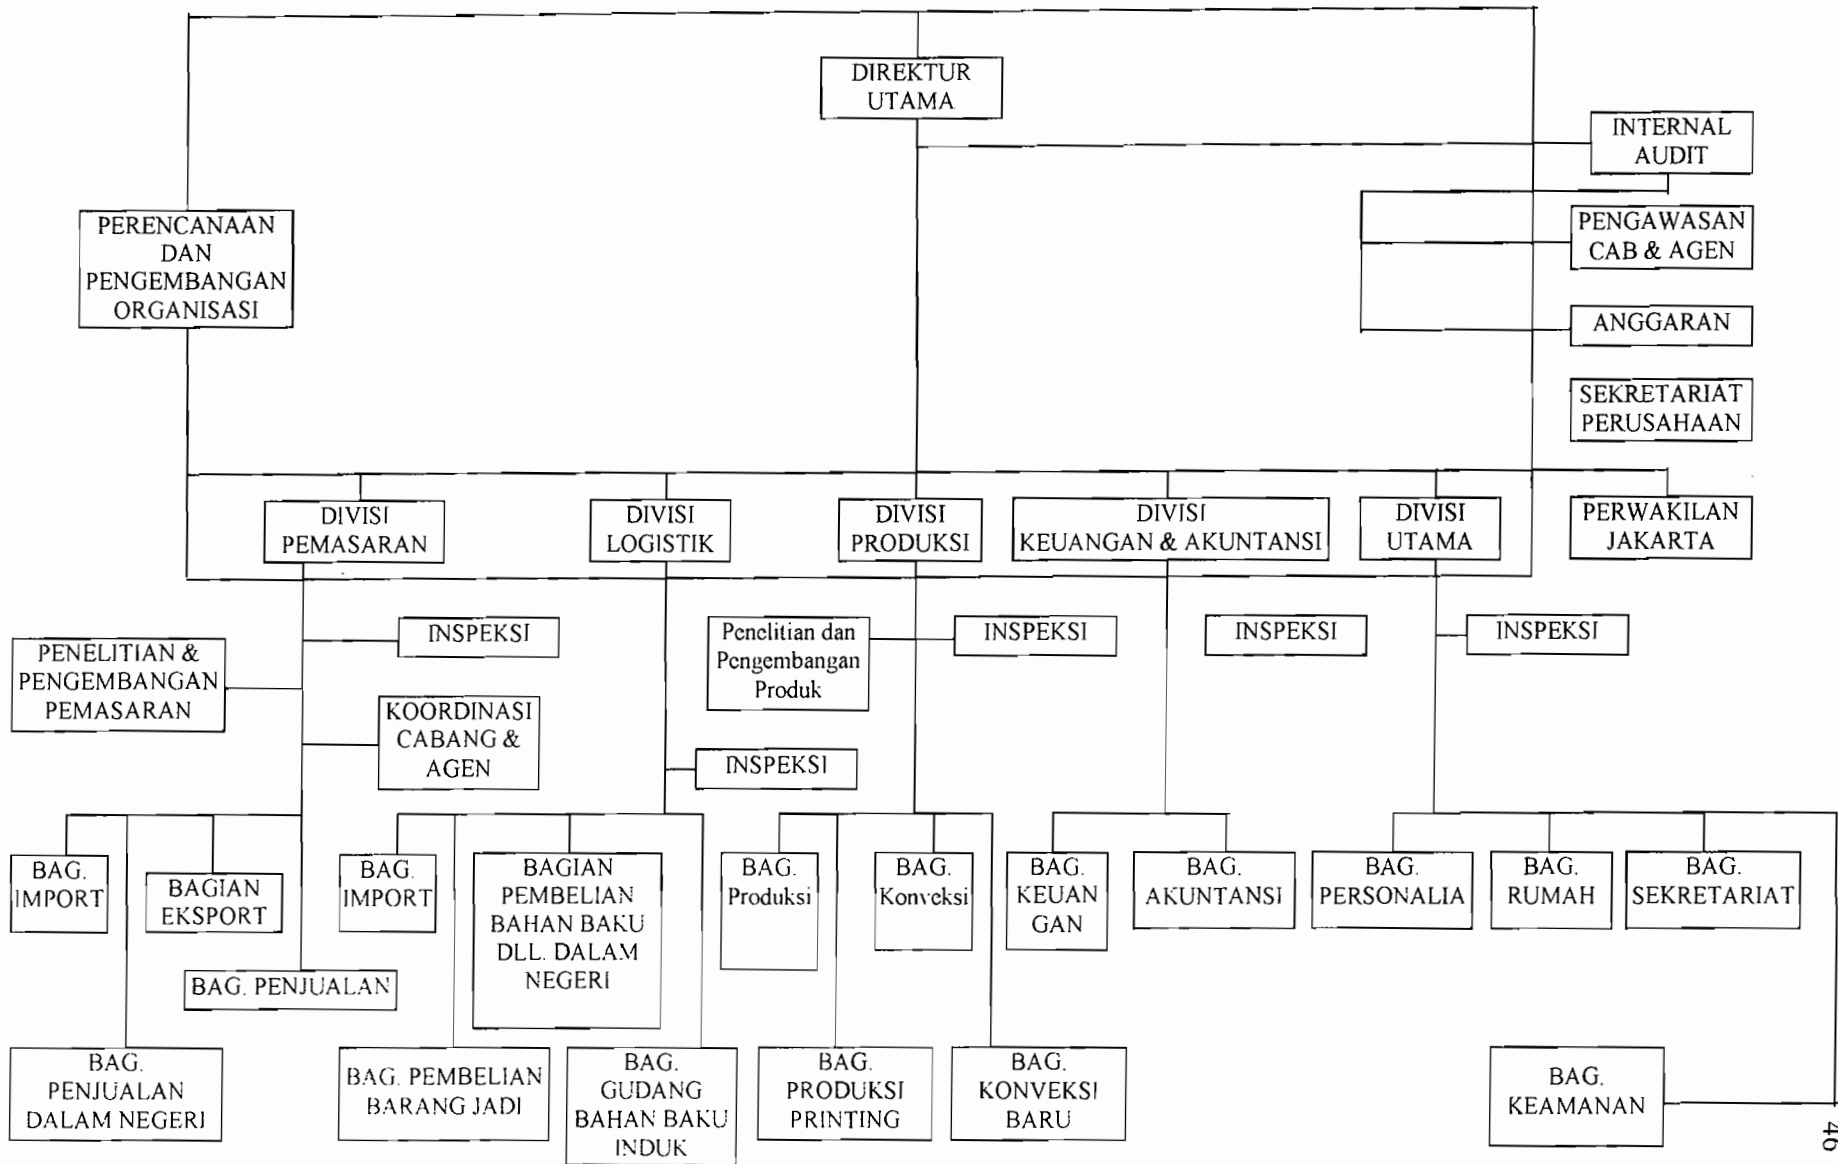 DIREKTUR
UTAMA
INTERNAL
AUDIT
PERENCANAAN
DAN
PENGEMBANGAN
ORGANISASI
PENGAWASAN
CAB & AGEN
ANGGARAN
SEKRETARIAT
PERUSAHAAN
DIVISI
PEMASARAN
DIVISI
LOGISTIK
DIVISI
PRODUKSI
DIVISI
KEUANGAN & AKUNTANSI
DIVISI
UTAMA
PERWAKILAN
JAKARTA
PENELITIAN &
PENGEMBANGAN
PEMASARAN
INSPEKSI
KOORDINASI
CABANG &
AGEN
INSPEKSI
Penelitian dan
Pengembangan
Produk
INSPEKSI
INSPEKSI
INSPEKSI
BAG.
IMPORT
BAGIAN
EKSPORT
BAG. PENJUALAN
BAG.
IMPORT
BAGIAN
PEMBELIAN
BAHAN BAKU
DLL. DALAM
NEGERI
BAG.
Produksi
BAG.
Konveksi
BAG.
KEUAN
GAN
BAG.
AKUNTANSI
BAG.
PERSONALIA
BAG.
RUMAH
BAG.
SEKRETARIAT
BAG.
PENJUALAN
DALAM NEGERI
BAG. PEMBELIAN
BARANG JADI
BAG.
GUDANG
BAHAN BAKU
INDUK
BAG.
PRODUKSI
PRINTING
BAG.
KONVEKSI
BARU
BAG.
KEAMANAN
46